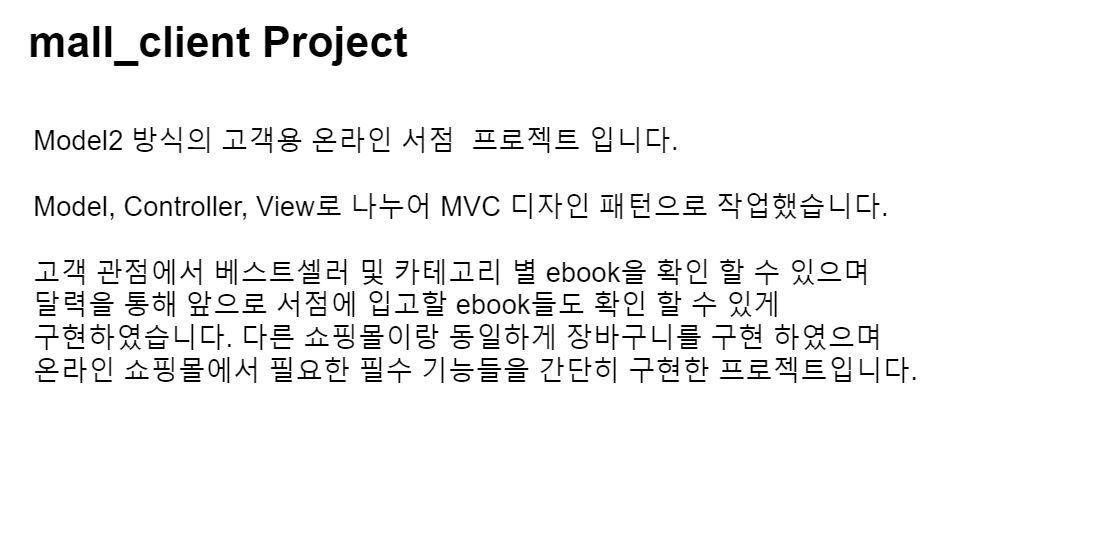 mall_client Project
Model2 방식의 고객용 온라인 서점  프로젝트 입니다.
Model, Controller, View로 나누어 MVC 디자인 패턴으로 작업했습니다.
고객 관점에서 베스트셀러 및 카테고리 별 ebook을 확인 할 수 있으며
달력을 통해 앞으로 서점에 입고할 ebook들도 확인 할 수 있게
구현하였습니다. 다른 쇼핑몰이랑 동일하게 장바구니를 구현 하였으며
온라인 쇼핑몰에서 필요한 필수 기능들을 간단히 구현한 프로젝트입니다.